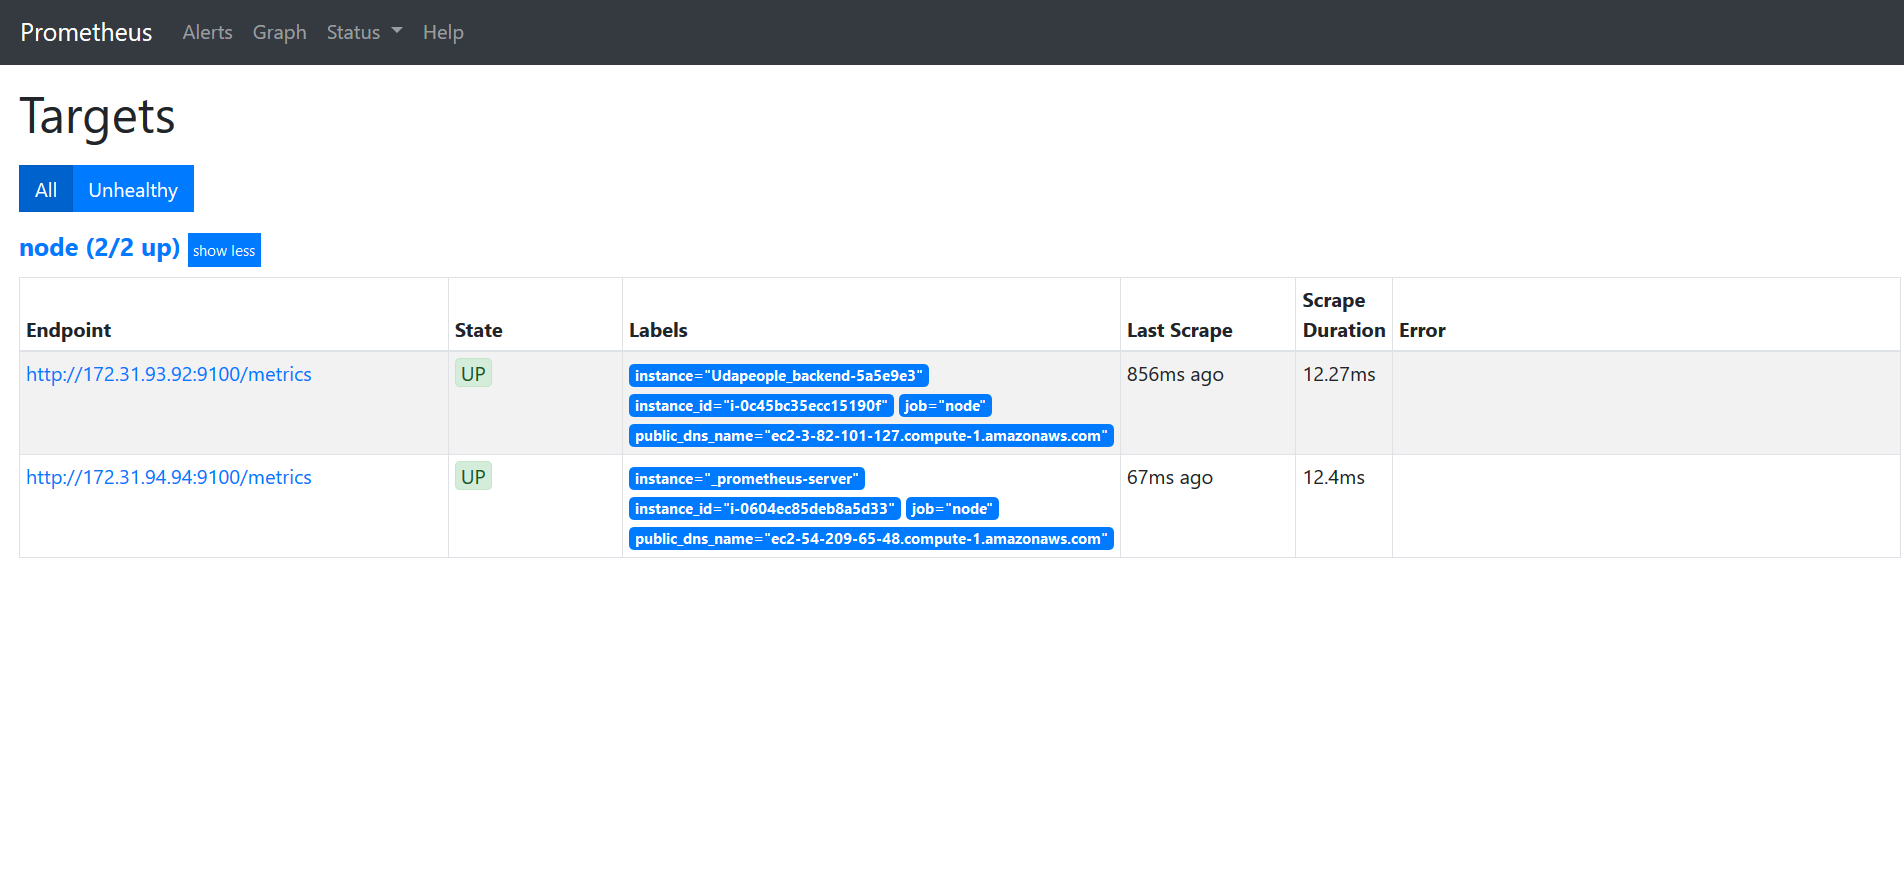 Prometheus Alerts Graph Status Help
Targets
All Unhealthy
node (2/2 up) show less
Endpoint State Labels Last Scrape Scrape Duration Error
http://172.31.93.92:9100/metrics UP instance="Udapeople_backend-5a5e9e3" 856ms ago 12.27ms
instance_id="i-0c45bc35ecc15190f" job="node"
public_dns_name="ec2-3-82-101-127.compute-1.amazonaws.com"
http://172.31.94.94:9100/metrics UP instance="_prometheus-server" 67ms ago 12.4ms
instance_id="i-0604ec85deb8a5d33" job="node"
public_dns_name="ec2-54-209-65-48.compute-1.amazonaws.com"